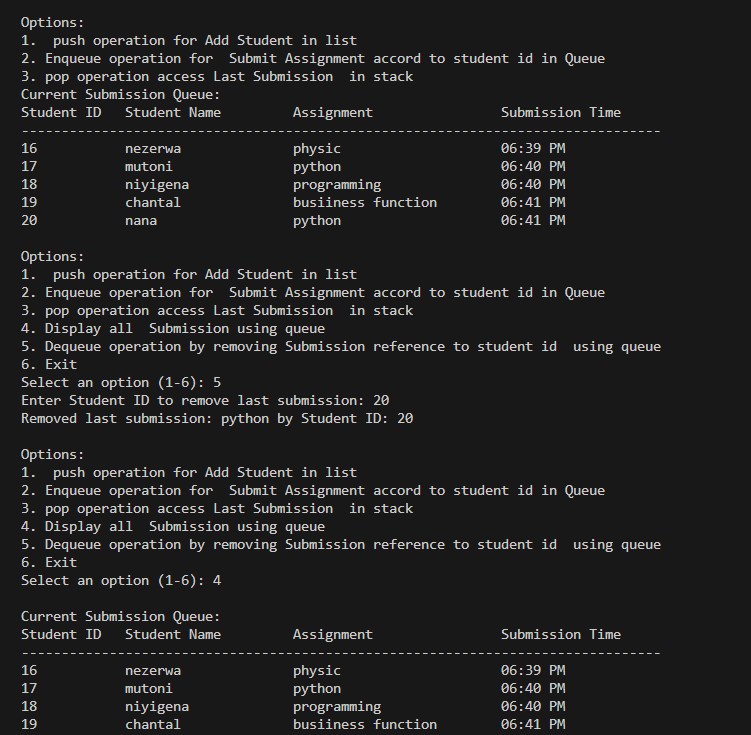 Options:
1.  push operation for Add Student in list
2. Enqueue operation for  Submit Assignment accord to student id in Queue
3. pop operation access Last Submission  in stack
Current Submission Queue:
Student ID   Student Name         Assignment                Submission Time
--------------------------------------------------------------------------------
16           nezerwa              physic                    06:39 PM
17           mutoni               python                    06:40 PM
18           niyigena             programming               06:40 PM
19           chantal              busiiness function        06:41 PM
20           nana                 python                    06:41 PM

Options:
1.  push operation for Add Student in list
2. Enqueue operation for  Submit Assignment accord to student id in Queue
3. pop operation access Last Submission  in stack
4. Display all  Submission using queue
5. Dequeue operation by removing Submission reference to student id  using queue
6. Exit
Select an option (1-6): 5
Enter Student ID to remove last submission: 20
Removed last submission: python by Student ID: 20

Options:
1.  push operation for Add Student in list
2. Enqueue operation for  Submit Assignment accord to student id in Queue
3. pop operation access Last Submission  in stack
4. Display all  Submission using queue
5. Dequeue operation by removing Submission reference to student id  using queue
6. Exit
Select an option (1-6): 4

Current Submission Queue:
Student ID   Student Name         Assignment                Submission Time
--------------------------------------------------------------------------------
16           nezerwa              physic                    06:39 PM
17           mutoni               python                    06:40 PM
18           niyigena             programming               06:40 PM
19           chantal              busiiness function        06:41 PM